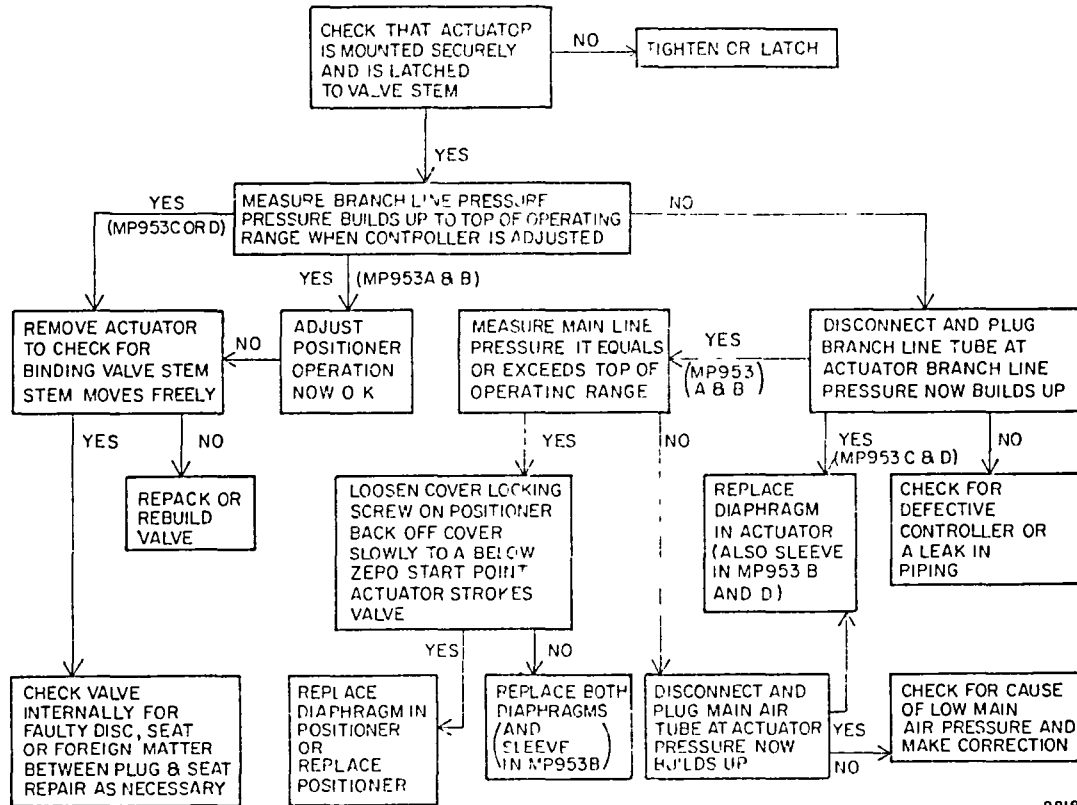 CHECK THAT ACTUATOR
IS MOUNTED SECURELY
AND IS LATCHED
TO VALVE STEM
NO
TIGHTEN OR LATCH
YES
YES
(MP953C OR D)
MEASURE BRANCH LINE PRESSURE
PRESSURE BUILDS UP TO TOP OF OPERATING
RANGE WHEN CONTROLLER IS ADJUSTED
NO
YES (MP953A & B)
REMOVE ACTUATOR
TO CHECK FOR
BINDING VALVE STEM
STEM MOVES FREELY
NO
ADJUST
POSITIONER
OPERATION
NOW O K
MEASURE MAIN LINE
PRESSURE IT EQUALS
OR EXCEEDS TOP OF
OPERATING RANGE
YES
(MP953
A & B)
DISCONNECT AND PLUG
BRANCH LINE TUBE AT
ACTUATOR BRANCH LINE
PRESSURE NOW BUILDS UP
YES
NO
YES
NO
YES
(MP953 C & D)
NO
REPACK OR
REBUILD
VALVE
LOOSEN COVER LOCKING
SCREW ON POSITIONER
BACK OFF COVER
SLOWLY TO A BELOW
ZERO START POINT
ACTUATOR STROKES
VALVE
REPLACE
DIAPHRAGM
IN ACTUATOR
(ALSO SLEEVE
IN MP953 B
AND D)
CHECK FOR
DEFECTIVE
CONTROLLER OR
A LEAK IN
PIPING
YES
NO
CHECK VALVE
INTERNALLY FOR
FAULTY DISC, SEAT
OR FOREIGN MATTER
BETWEEN PLUG & SEAT
REPAIR AS NECESSARY
REPLACE
DIAPHRAGM IN
POSITIONER
OR
REPLACE
POSITIONER
REPLACE BOTH
DIAPHRAGMS
(AND
SLEEVE
IN MP953B)
DISCONNECT AND
PLUG MAIN AIR
TUBE AT ACTUATOR
PRESSURE NOW
BUILDS UP
YES
NO
CHECK FOR CAUSE
OF LOW MAIN
AIR PRESSURE AND
MAKE CORRECTION